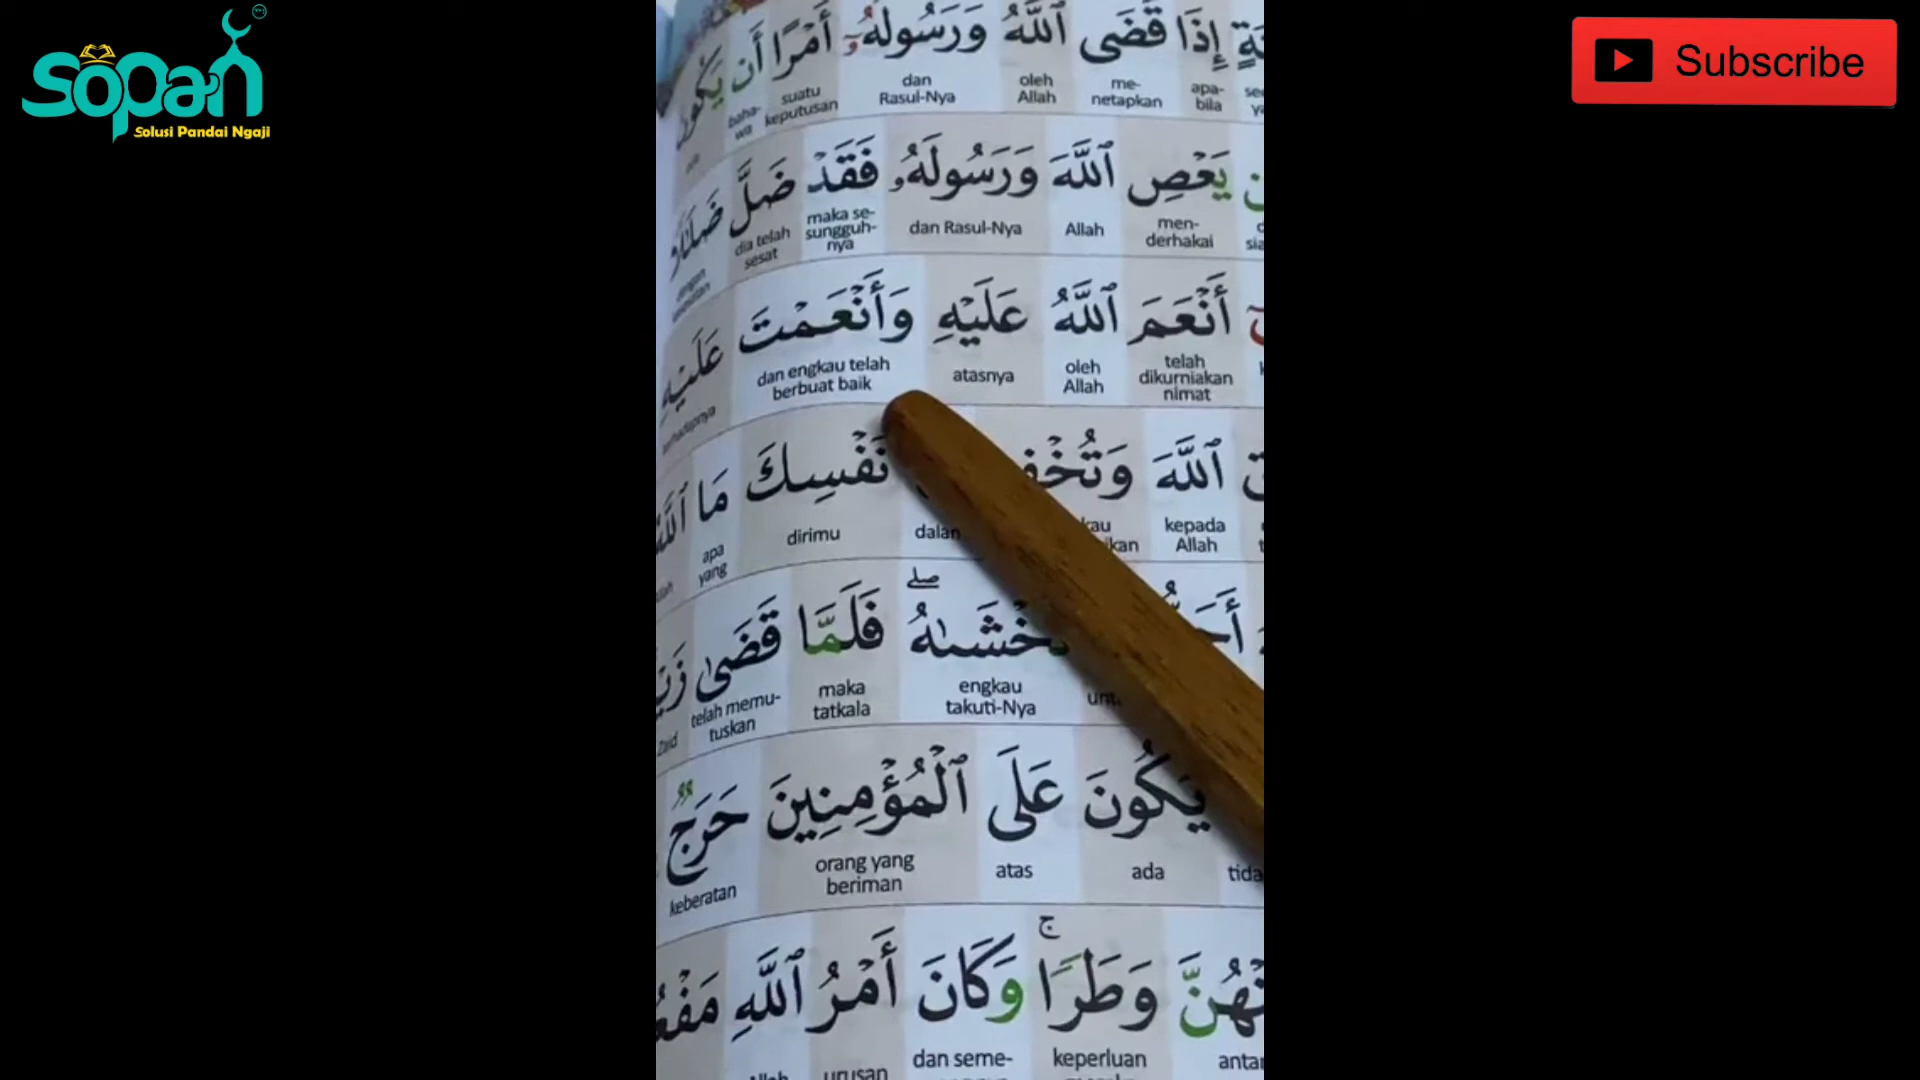 Sopan
Solusi Pandai Ngaji
Subscribe
إِذَا قَضَى ٱللَّهُ وَرَسُولُهُۥٓ أَمْرًا أَن
apa-bila me-netapkan oleh Allah dan Rasul-Nya suatu keputusan baha-wa
يَعْصِ ٱللَّهَ وَرَسُولَهُۥ فَقَدْ ضَلَّ
men-derhakai Allah dan Rasul-Nya maka se-sungguh-nya dia telah sesat
أَنْعَمَ ٱللَّهُ عَلَيْهِ وَأَنْعَمْتَ عَلَيْهِ
telah dikurniakan nimat oleh Allah atasnya dan engkau telah berbuat baik
ٱللَّهَ نَفْسِكَ مَا
kepada Allah dirimu apa yang
فَلَمَّا قَضَىٰ
engkau takuti-Nya maka tatkala telah memu-tuskan Zaid
يَكُونَ عَلَى ٱلْمُؤْمِنِينَ حَرَجٌ
ada atas orang yang beriman keberatan
وَطَرًا ۚ وَكَانَ أَمْرُ ٱللَّهِ
keperluan dan seme- urusan